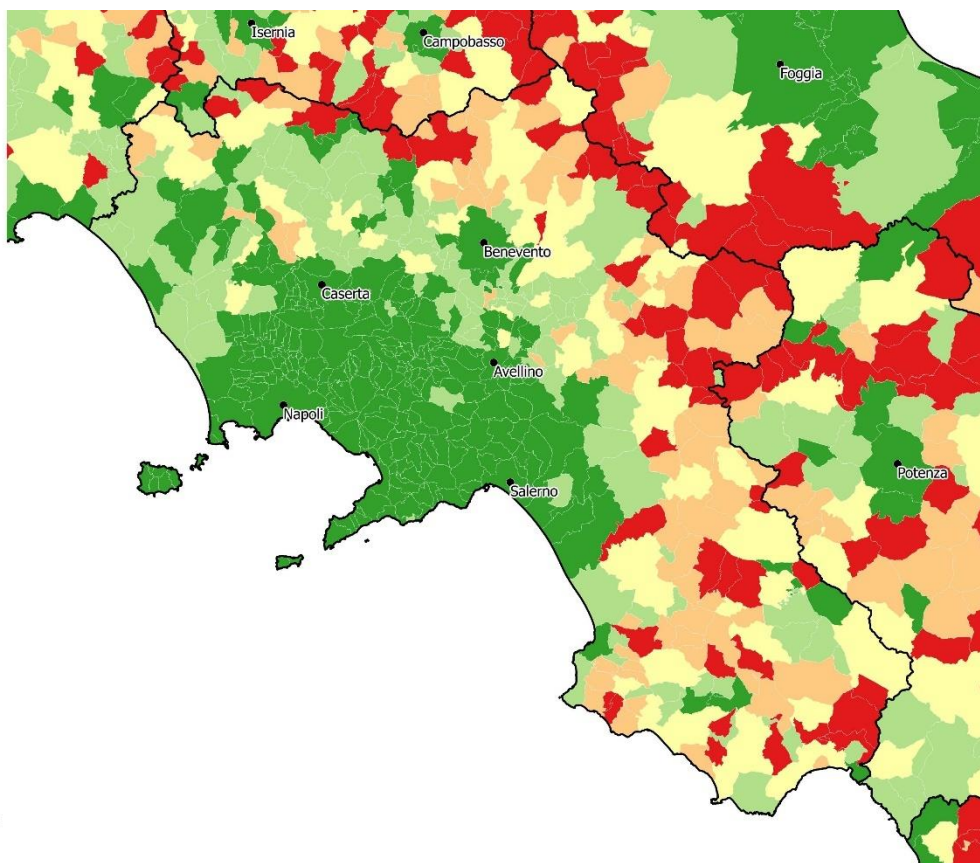 Isernia
Campobasso
Foggia
Benevento
Caserta
Avellino
Napoli
Potenza
Salerno